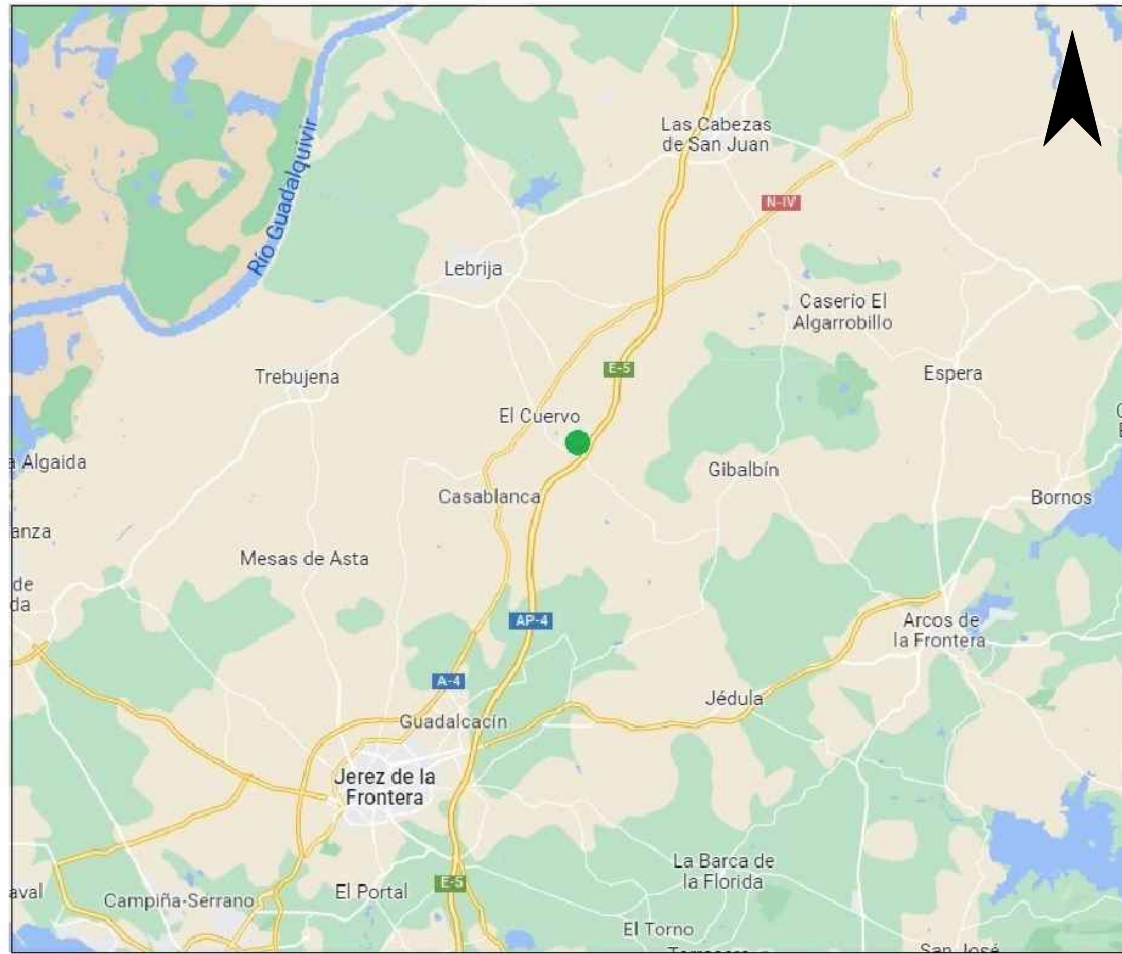 Las Cabezas
de San Juan
Río Guadalquivir
N-IV
Lebrija
Caserío El
Algarrobillo
E-5
Trebujena
Espera
El Cuervo
a Algaida
Gibalbín
Casablanca
Bornos
anza
Mesas de Asta
de
da
AP-4
Arcos de
la Frontera
A-4
Jédula
Guadalcacín
Jerez de la
Frontera
La Barca de
la Florida
E-5
aval
Campiña-Serrano
El Portal
El Torno
San José